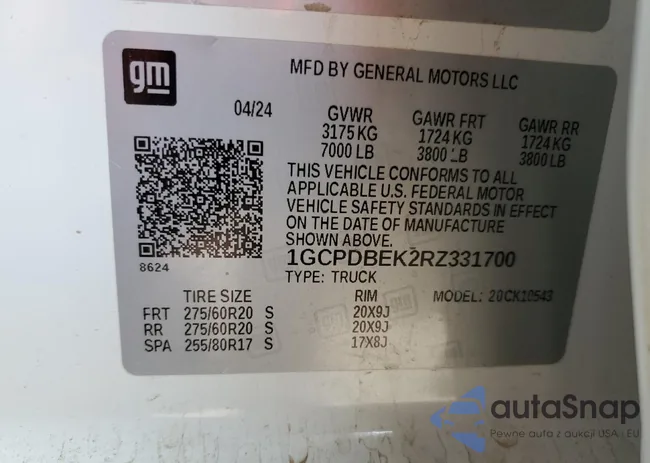 gm
MFD BY GENERAL MOTORS LLC
04/24
GVWR GAWR FRT GAWR RR
3175 KG 1724 KG 1724 KG
7000 LB 3800 LB 3800 LB
THIS VEHICLE CONFORMS TO ALL
APPLICABLE U.S. FEDERAL MOTOR
VEHICLE SAFETY STANDARDS IN EFFECT
ON THE DATE OF MANUFACTURE
SHOWN ABOVE.
8624
1GCPDBEK2RZ331700
TYPE: TRUCK
TIRE SIZE RIM MODEL: 20CK10543
FRT 275/60R20 S 20X9J
RR 275/60R20 S 20X9J
SPA 255/80R17 S 17X8J
autaSnap
Pewne auta z aukcji USA i EU